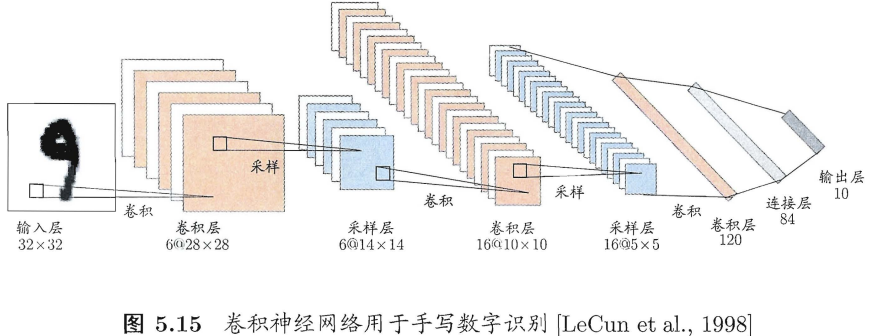 采样
采样
卷积
卷积
卷积
输入层
32×32
卷积层
6@28×28
采样层
6@14×14
卷积层
16@10×10
采样层
16@5×5
卷积层
120
连接层
84
输出层
10
图 5.15 卷积神经网络用于手写数字识别 [LeCun et al., 1998]